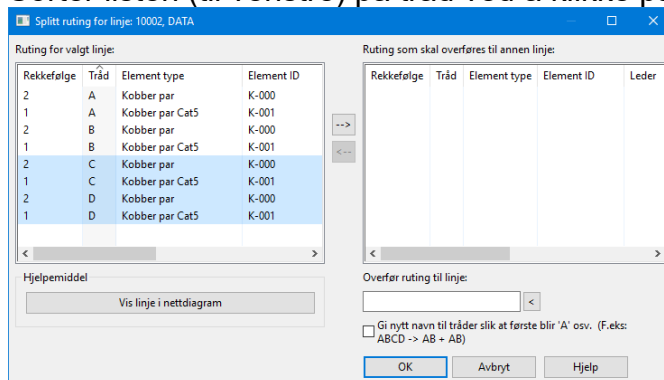 Splitt ruting for linje: 10002, DATA
Ruting for valgt linje:
Rekkefølge Tråd Element type Element ID
2 A Kobber par K-000
1 A Kobber par Cat5 K-001
2 B Kobber par K-000
1 B Kobber par Cat5 K-001
2 C Kobber par K-000
1 C Kobber par Cat5 K-001
2 D Kobber par K-000
1 D Kobber par Cat5 K-001
Hjelpemiddel
Vis linje i nettdiagram
-->
<--
Ruting som skal overføres til annen linje:
Rekkefølge Tråd Element type Element ID Leder
Overfør ruting til linje:
<
Gi nytt navn til tråder slik at første blir 'A' osv. (F.eks:
ABCD -> AB + AB)
OK Avbryt Hjelp